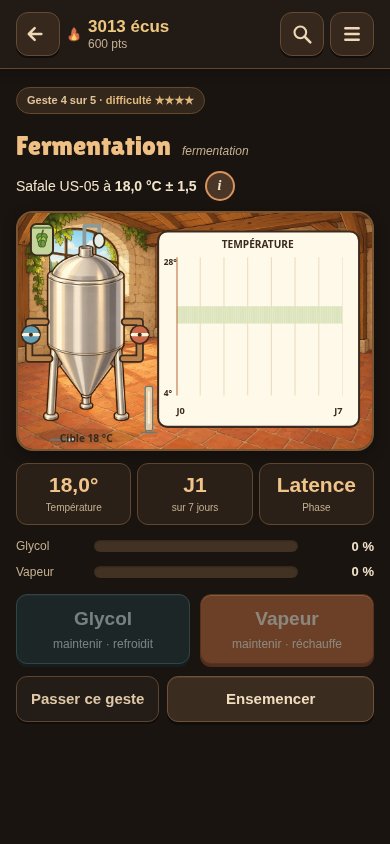 3013 écus
600 pts
Geste 4 sur 5 · difficulté ★★★★
Fermentation fermentation
Safale US-05 à 18,0 °C ± 1,5 i
TEMPÉRATURE
28°
4°
J0 J7
Cible 18 °C
18,0° J1 Latence
Température sur 7 jours Phase
Glycol 0 %
Vapeur 0 %
Glycol Vapeur
maintenir · refroidit maintenir · réchauffe
Passer ce geste Ensemencer